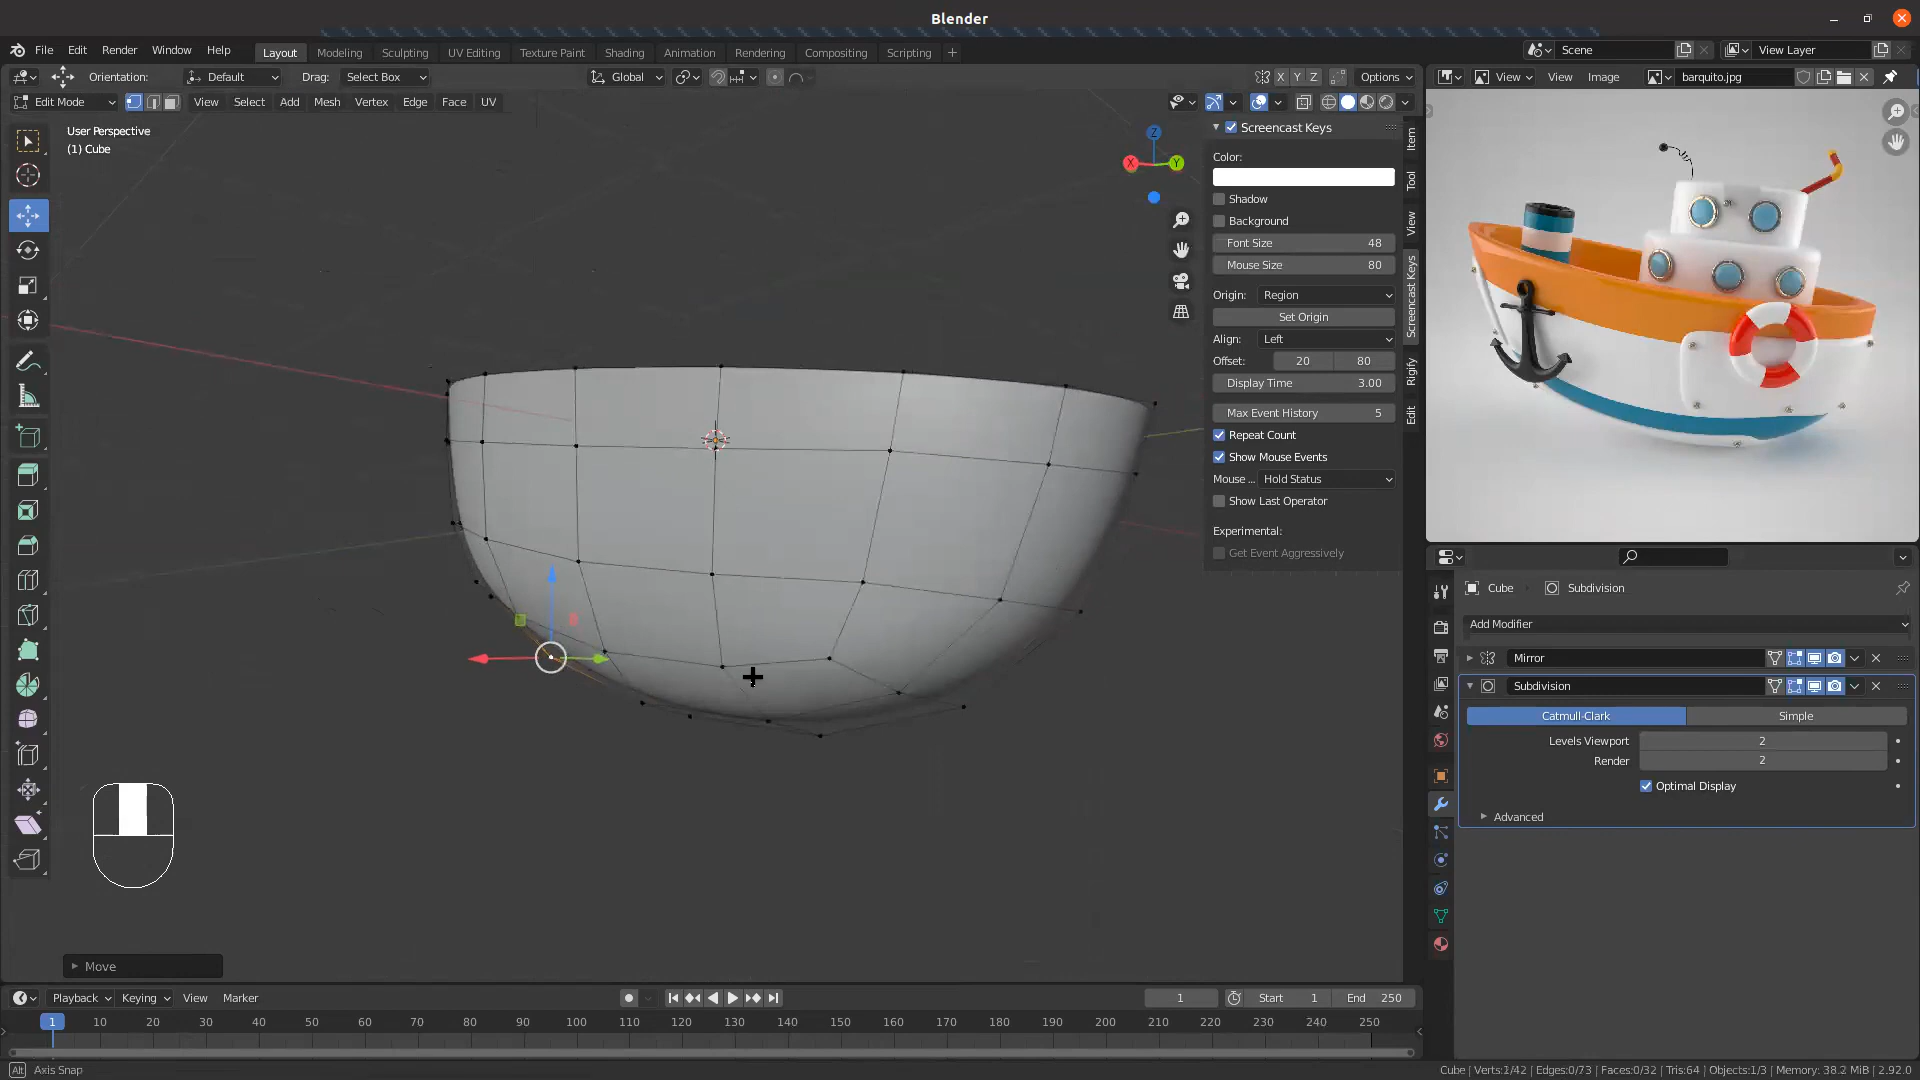 Blender
File Edit Render Window Help
Layout Modeling Sculpting UV Editing Texture Paint Shading Animation Rendering Compositing Scripting +
Scene
View Layer
Orientation: Default Drag: Select Box
Global
X Y Z Options
View View Image barquito.jpg
Edit Mode View Select Add Mesh Vertex Edge Face UV
User Perspective
(1) Cube
Z
X Y
Screencast Keys
Color:
Shadow
Background
Font Size 48
Mouse Size 80
Origin: Region
Set Origin
Align: Left
Offset: 20 80
Display Time 3.00
Max Event History 5
Repeat Count
Show Mouse Events
Mouse ... Hold Status
Show Last Operator
Experimental:
Get Event Aggressively
Item
Tool
View
Screencast Keys
Rigify
Edit
Cube Subdivision
Add Modifier
Mirror
Subdivision
Catmull-Clark Simple
Levels Viewport 2
Render 2
Optimal Display
Advanced
Move
Playback Keying View Marker
1 Start 1 End 250
1 10 20 30 40 50 60 70 80 90 100 110 120 130 140 150 160 170 180 190 200 210 220 230 240 250
Alt Axis Snap
Cube | Verts:1/42 | Edges:0/73 | Faces:0/32 | Tris:64 | Objects:1/3 | Memory: 38.2 MiB | 2.92.0